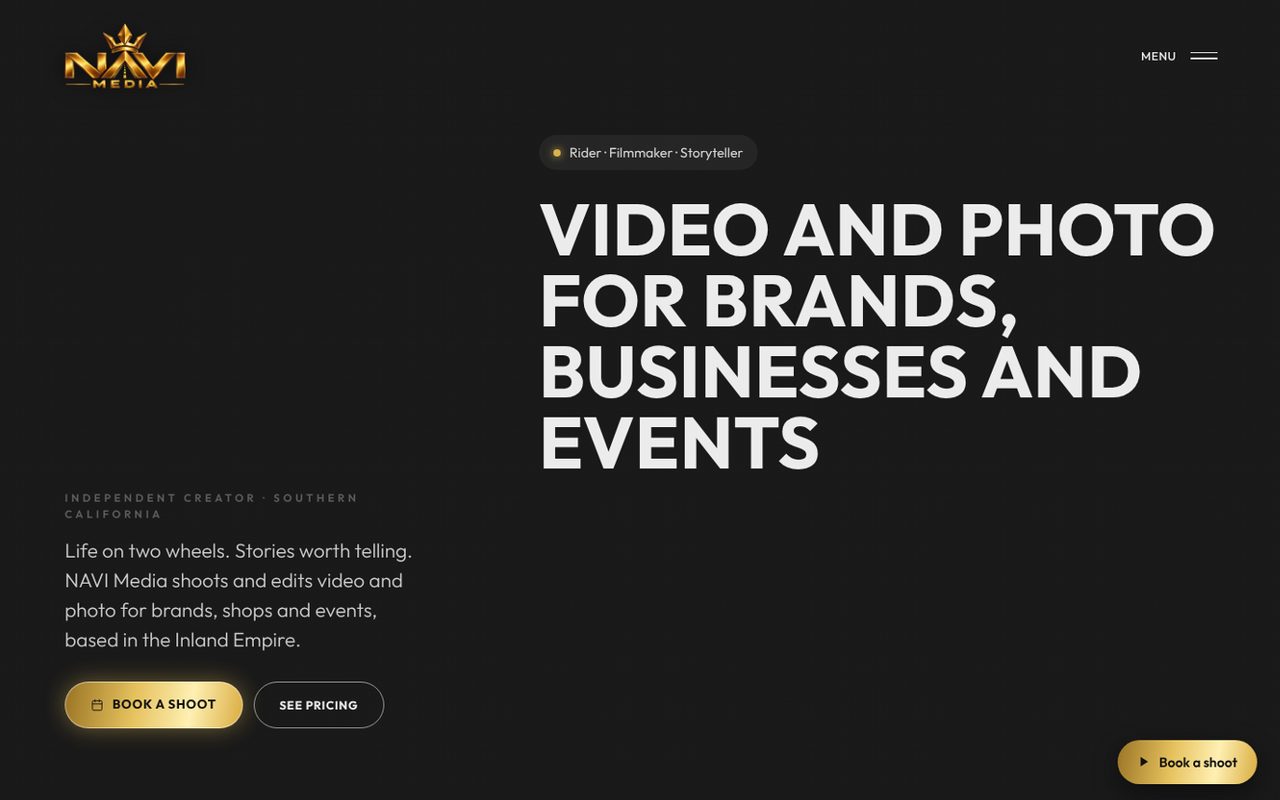 NAVI
MEDIA
MENU
Rider · Filmmaker · Storyteller
VIDEO AND PHOTO
FOR BRANDS,
BUSINESSES AND
EVENTS
INDEPENDENT CREATOR · SOUTHERN
CALIFORNIA
Life on two wheels. Stories worth telling.
NAVI Media shoots and edits video and
photo for brands, shops and events,
based in the Inland Empire.
BOOK A SHOOT
SEE PRICING
Book a shoot